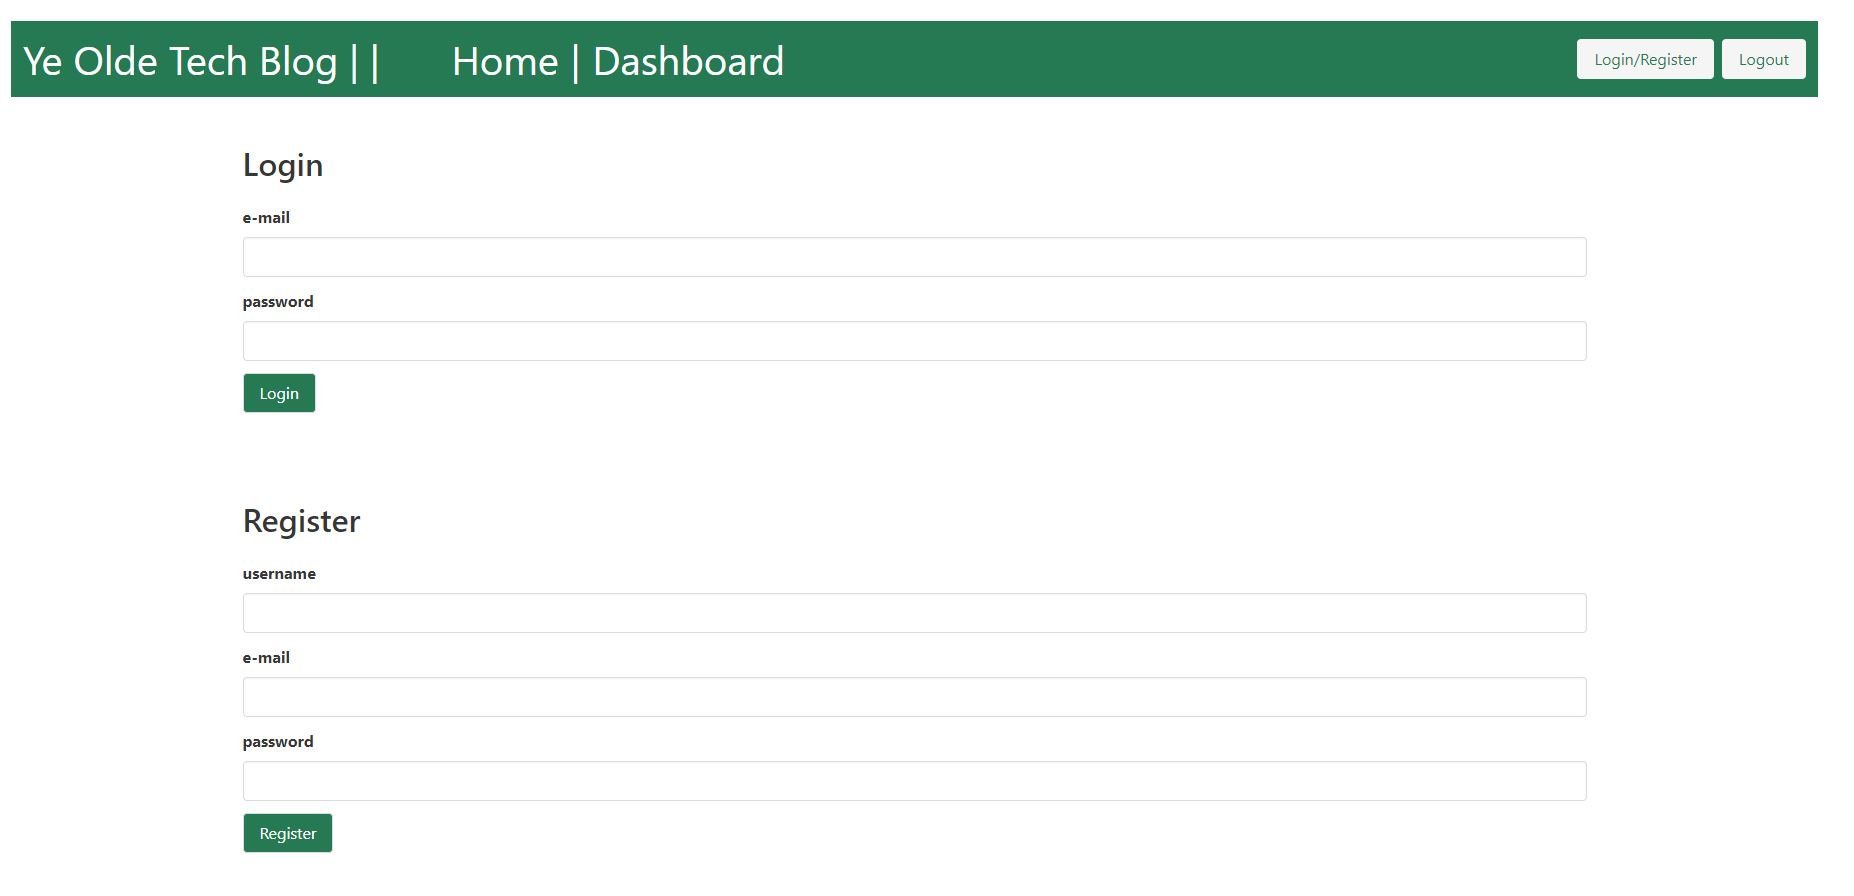 Ye Olde Tech Blog | | Home | Dashboard Login/Register Logout
Login
e-mail
password
Login
Register
username
e-mail
password
Register